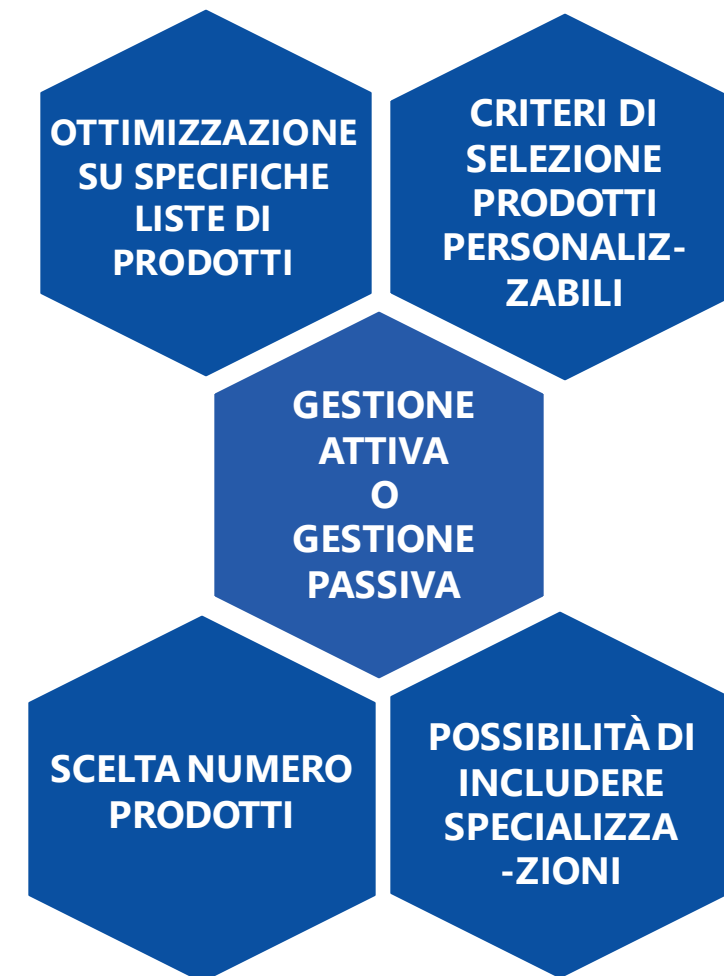 OTTIMIZZAZIONE
SU SPECIFICHE
LISTE DI
PRODOTTI
CRITERI DI
SELEZIONE
PRODOTTI
PERSONALIZ-
ZABILI
GESTIONE
ATTIVA
O
GESTIONE
PASSIVA
SCELTA NUMERO
PRODOTTI
POSSIBILITÀ DI
INCLUDERE
SPECIALIZZA
-ZIONI